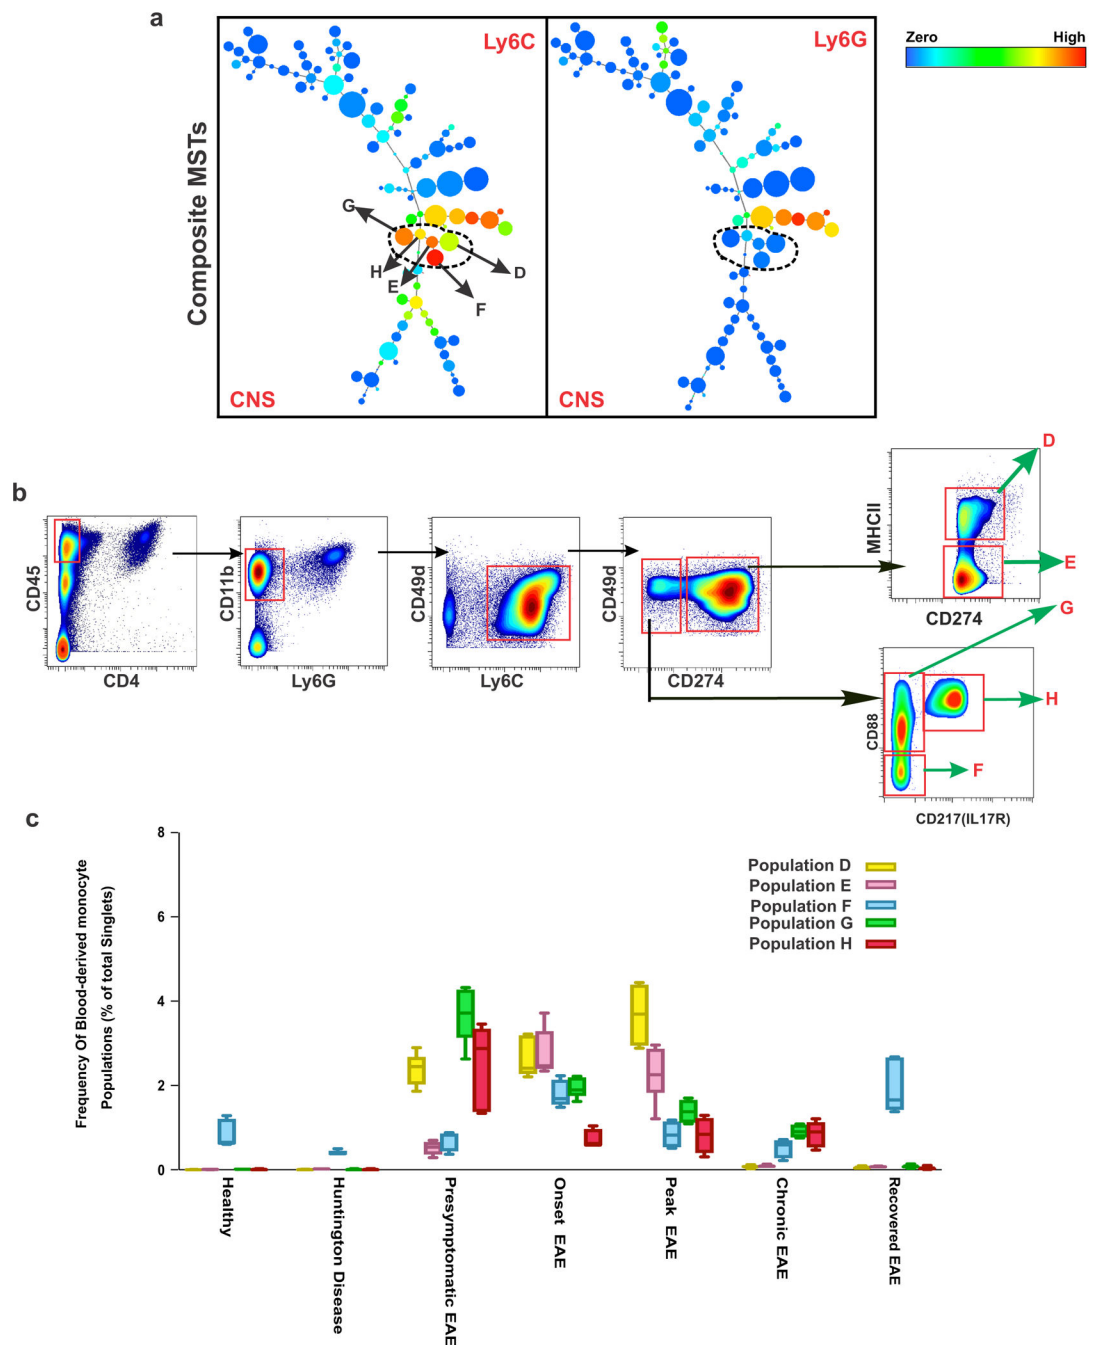 a
Ly6C
Ly6G
Zero
High
Composite MSTs
G
H
E
D
F
CNS
CNS
b
CD45
CD4
CD11b
Ly6G
CD49d
Ly6C
CD49d
CD274
MHCII
CD274
D
E
G
CD88
H
F
CD217(IL17R)
c
Frequency Of Blood-derived monocyte
Populations (% of total Singlets)
8
6
4
2
0
Population D
Population E
Population F
Population G
Population H
Healthy
Huntington Disease
Presymptomatic EAE
Onset EAE
Peak EAE
Chronic EAE
Recovered EAE